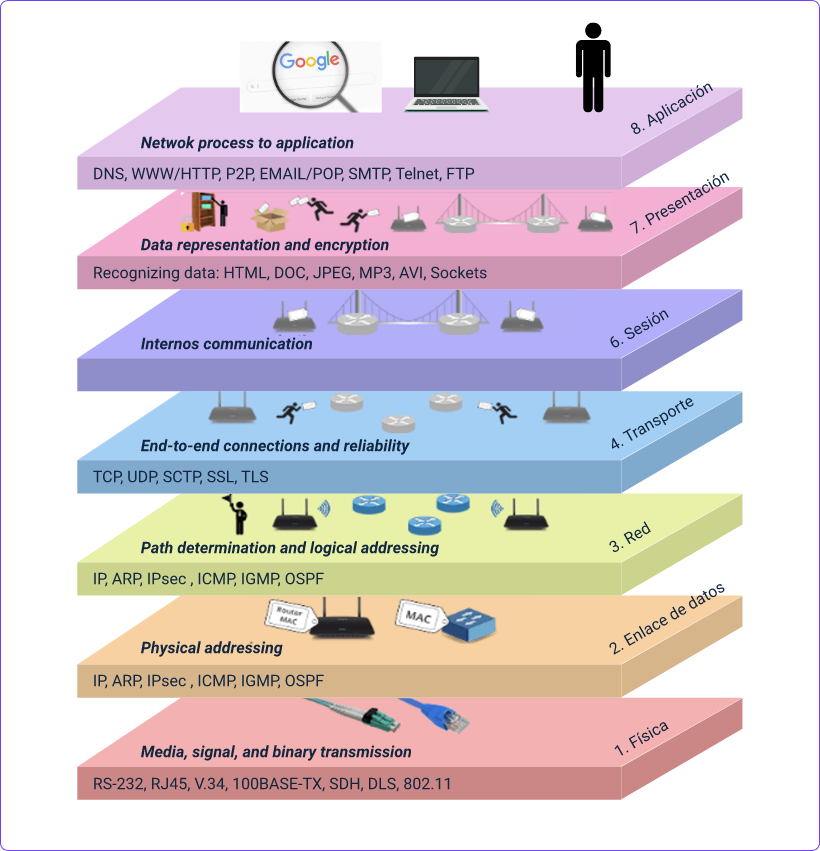 Google
8. Aplicación
Netwok process to application
DNS, WWW/HTTP, P2P, EMAIL/POP, SMTP, Telnet, FTP
7. Presentación
Data representation and encryption
Recognizing data: HTML, DOC, JPEG, MP3, AVI, Sockets
6. Sesión
Internos communication
4. Transporte
End-to-end connections and reliability
TCP, UDP, SCTP, SSL, TLS
3. Red
Path determination and logical addressing
IP, ARP, IPsec , ICMP, IGMP, OSPF
2. Enlace de datos
Router
MAC
MAC
Physical addressing
IP, ARP, IPsec , ICMP, IGMP, OSPF
1. Física
Media, signal, and binary transmission
RS-232, RJ45, V.34, 100BASE-TX, SDH, DLS, 802.11